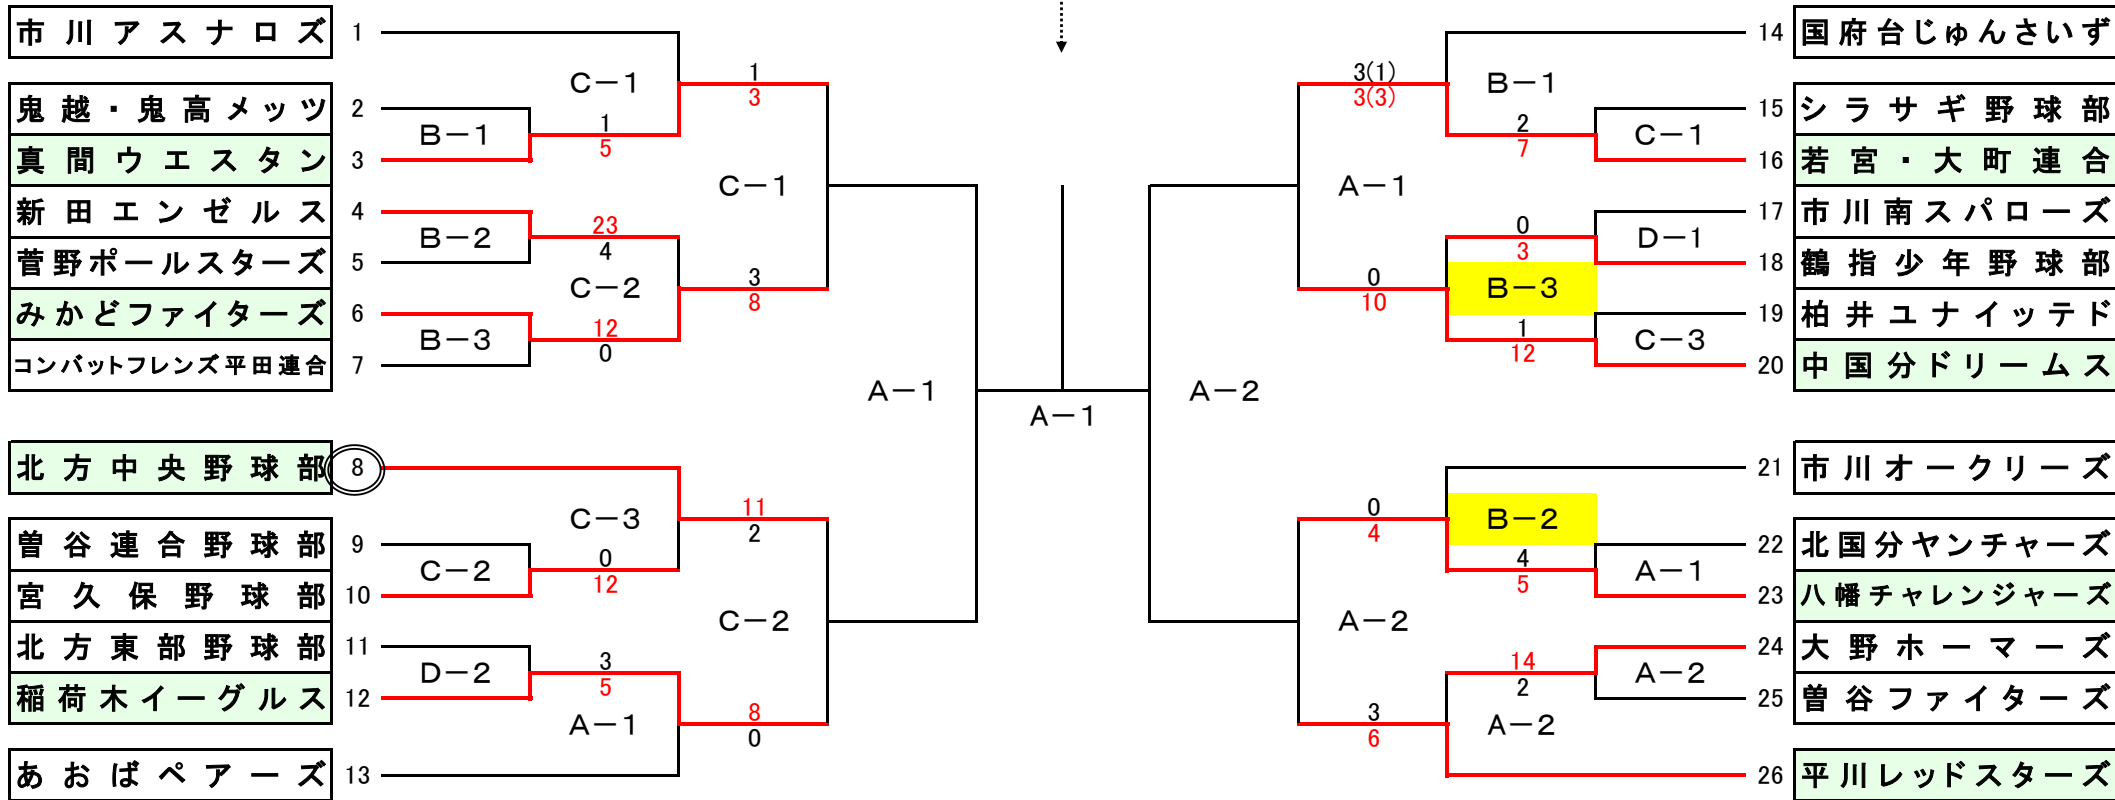 市川アスナロズ 1
鬼越・鬼高メッツ 2
真間ウエスタン 3
新田エンゼルス 4
菅野ポールスターズ 5
みかどファイターズ 6
コンバットフレンズ平田連合 7
北方中央野球部 8
曽谷連合野球部 9
宮久保野球部 10
北方東部野球部 11
稲荷木イーグルス 12
あおばペアーズ 13
B－1
B－2
B－3
C－2
D－2
1
5
23
4
12
0
0
12
3
5
C－1
C－2
C－3
A－1
1
3
3
8
11
2
8
0
C－1
C－2
A－1
A－1
A－2
A－1
A－2
3(1)
3(3)
0
10
0
4
3
6
B－1
B－3
B－2
A－2
2
7
0
3
1
12
4
5
14
2
C－1
D－1
C－3
A－1
A－2
14 国府台じゅんさいず
15 シラサギ野球部
16 若宮・大町連合
17 市川南スパローズ
18 鶴指少年野球部
19 柏井ユナイッテド
20 中国分ドリームス
21 市川オークリーズ
22 北国分ヤンチャーズ
23 八幡チャレンジャーズ
24 大野ホーマーズ
25 曽谷ファイターズ
26 平川レッドスターズ